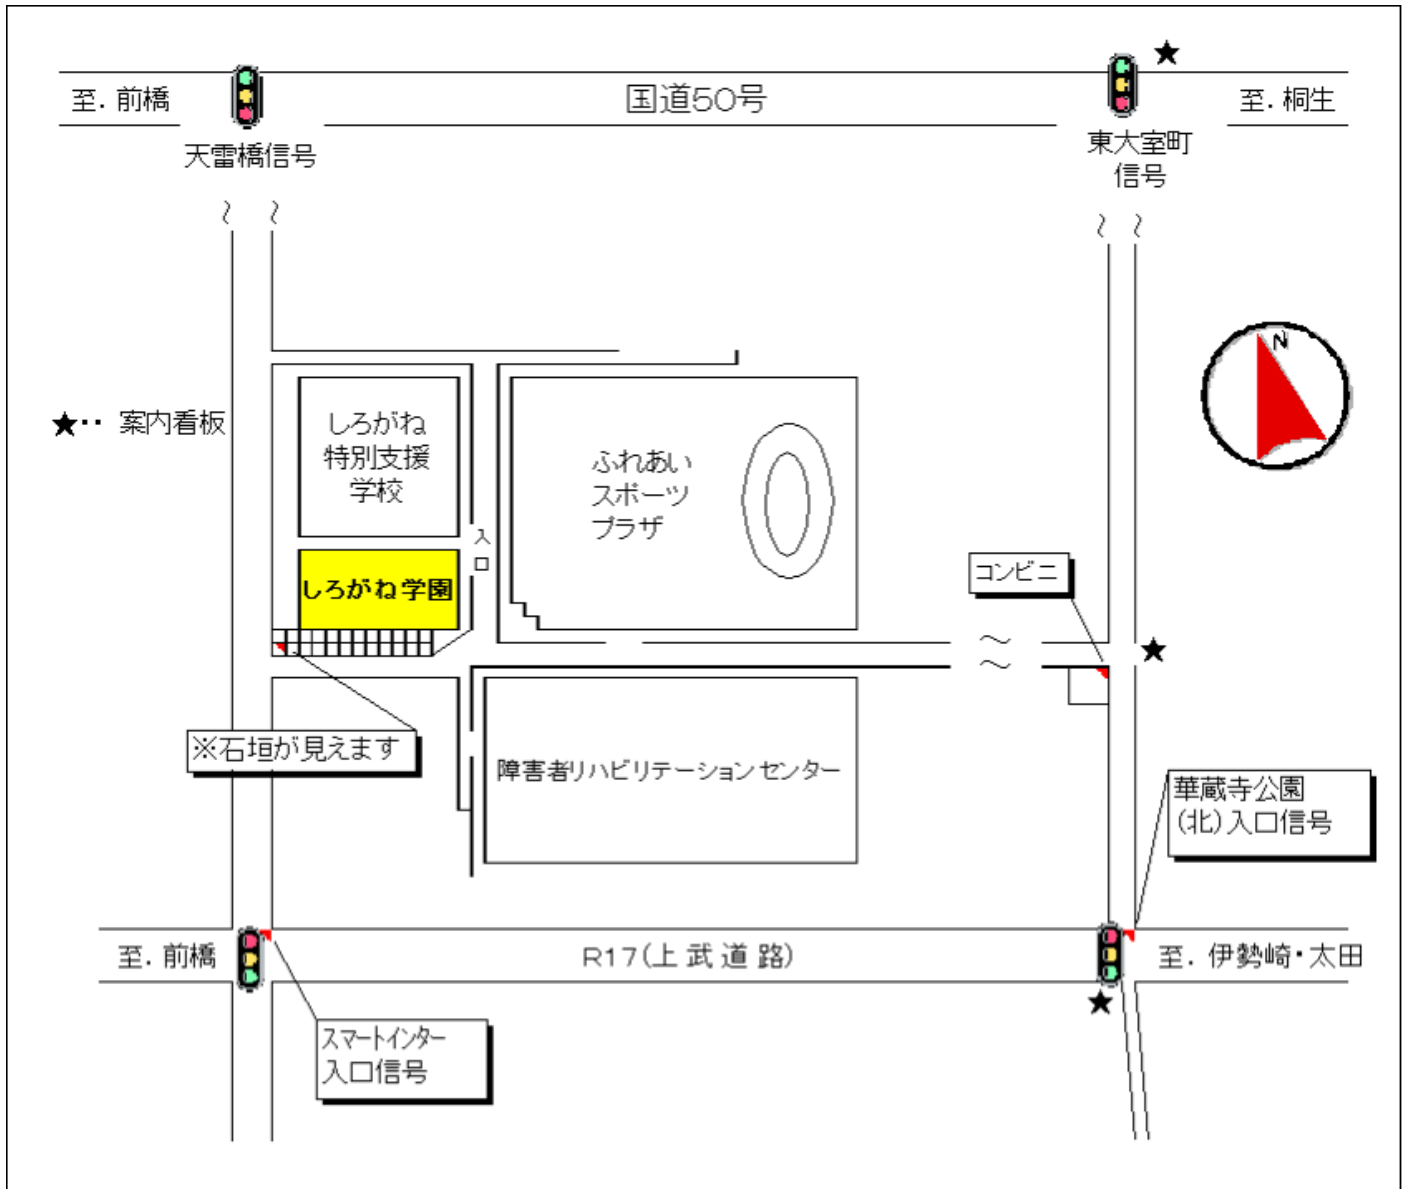 至．前橋
国道50号
至．桐生
天雷橋信号
東大室町
信号
N
★‥ 案内看板
しろがね
特別支援
学校
ふれあい
スポーツ
プラザ
入
口
コンビニ
しろがね学園
※石垣が見えます
障害者リハビリテーションセンター
華蔵寺公園
(北)入口信号
至．前橋
R17(上武道路)
至．伊勢崎・太田
スマートインター
入口信号